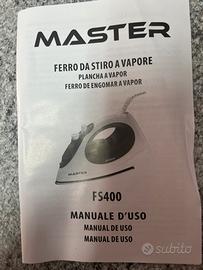 MASTER
FERRO DA STIRO A VAPORE
PLANCHA A VAPOR
FERRO DE ENGOMAR A VAPOR
MASTER
FS400
MANUALE D'USO
MANUAL DE USO
MANUAL DE USO
subito